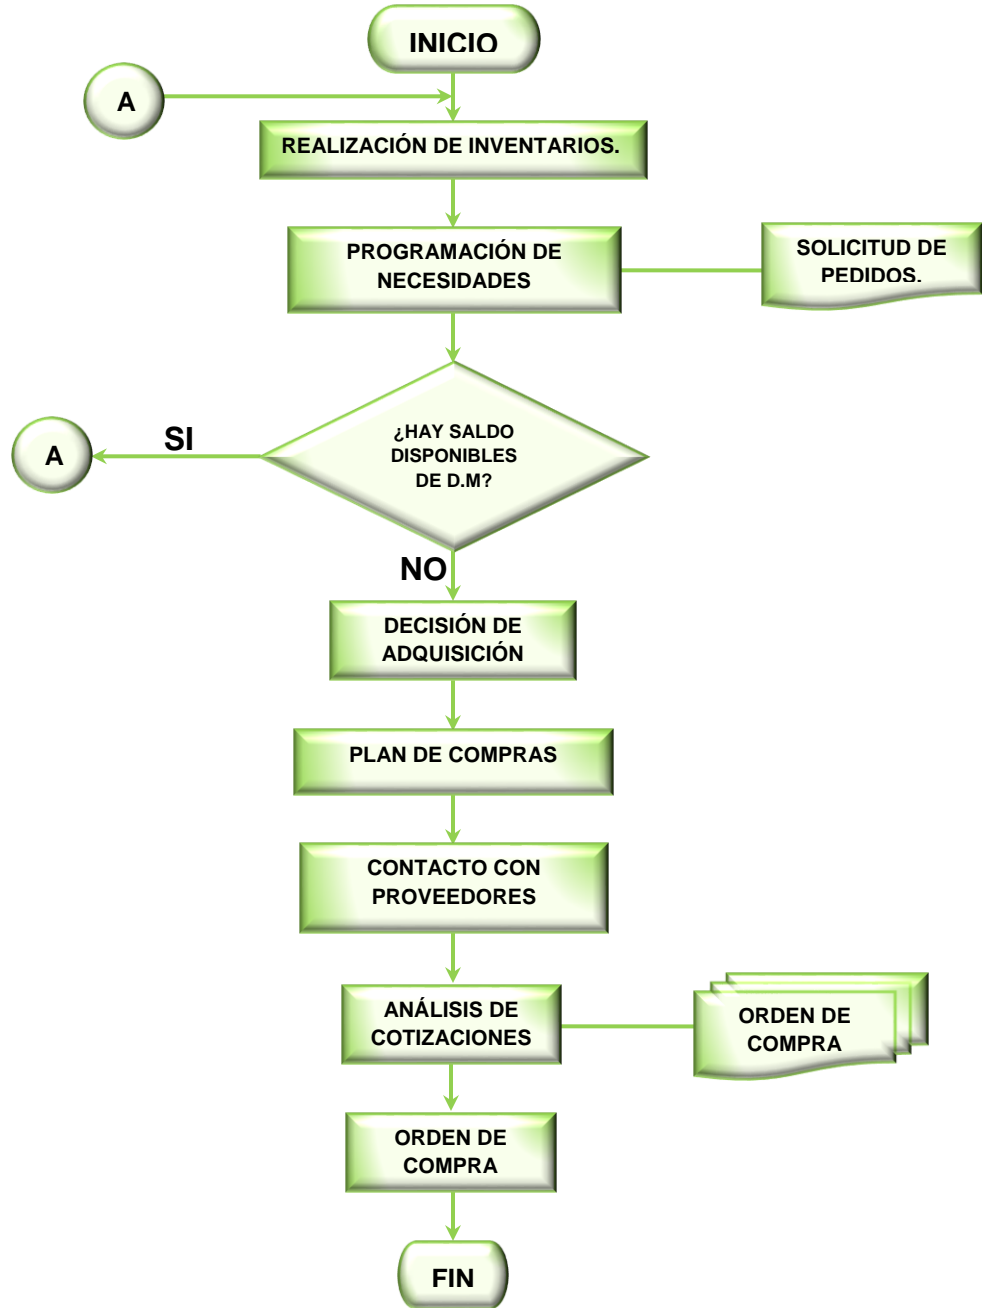 INICIO
A
REALIZACIÓN DE INVENTARIOS.
PROGRAMACIÓN DE
NECESIDADES
SOLICITUD DE
PEDIDOS.
¿HAY SALDO
DISPONIBLES
DE D.M?
SI
A
NO
DECISIÓN DE
ADQUISICIÓN
PLAN DE COMPRAS
CONTACTO CON
PROVEEDORES
ANÁLISIS DE
COTIZACIONES
ORDEN DE
COMPRA
ORDEN DE
COMPRA
FIN